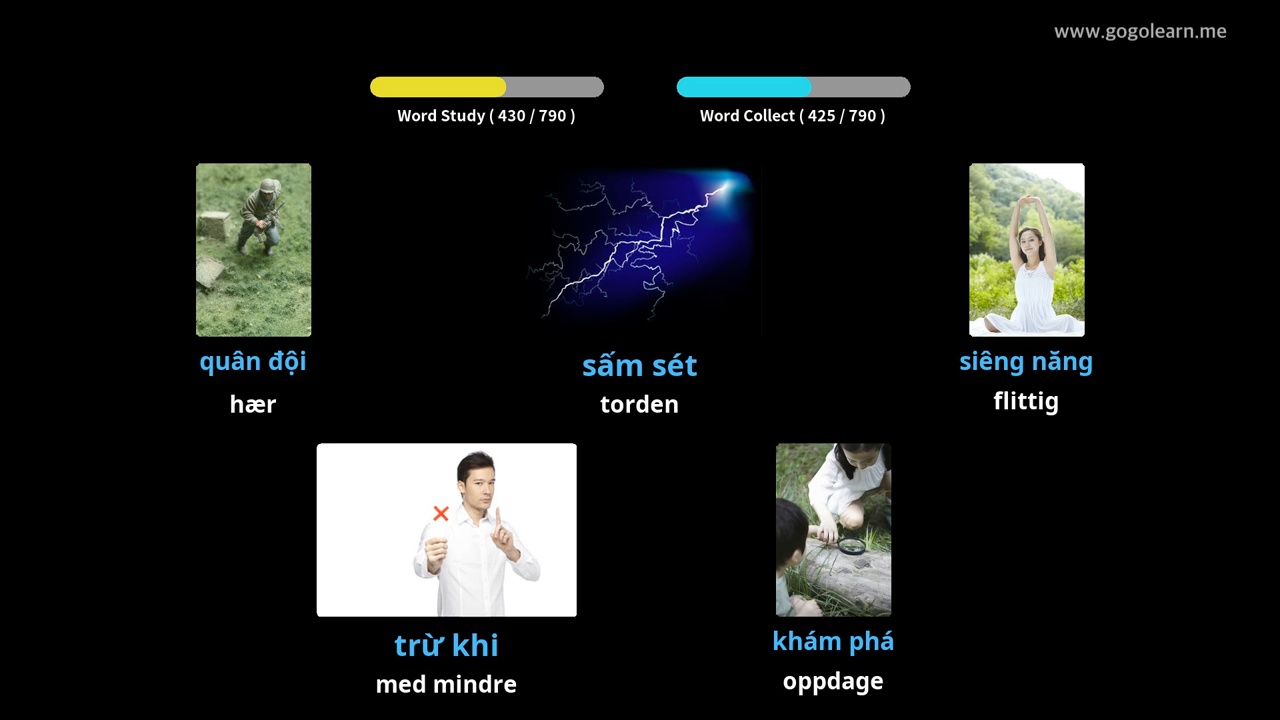 www.gogolearn.me
Word Study ( 430 / 790 )
Word Collect ( 425 / 790 )
quân đội
hær
sấm sét
torden
siêng năng
flittig
trừ khi
med mindre
khám phá
oppdage